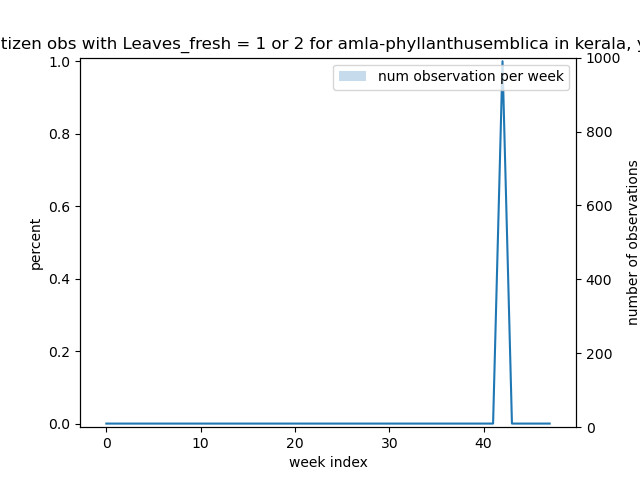 tizen obs with Leaves_fresh = 1 or 2 for amla-phyllanthusemblica in kerala, y
num observation per week
1.0
0.8
0.6
0.4
0.2
0.0
percent
1000
800
600
400
200
0
number of observations
0 10 20 30 40
week index